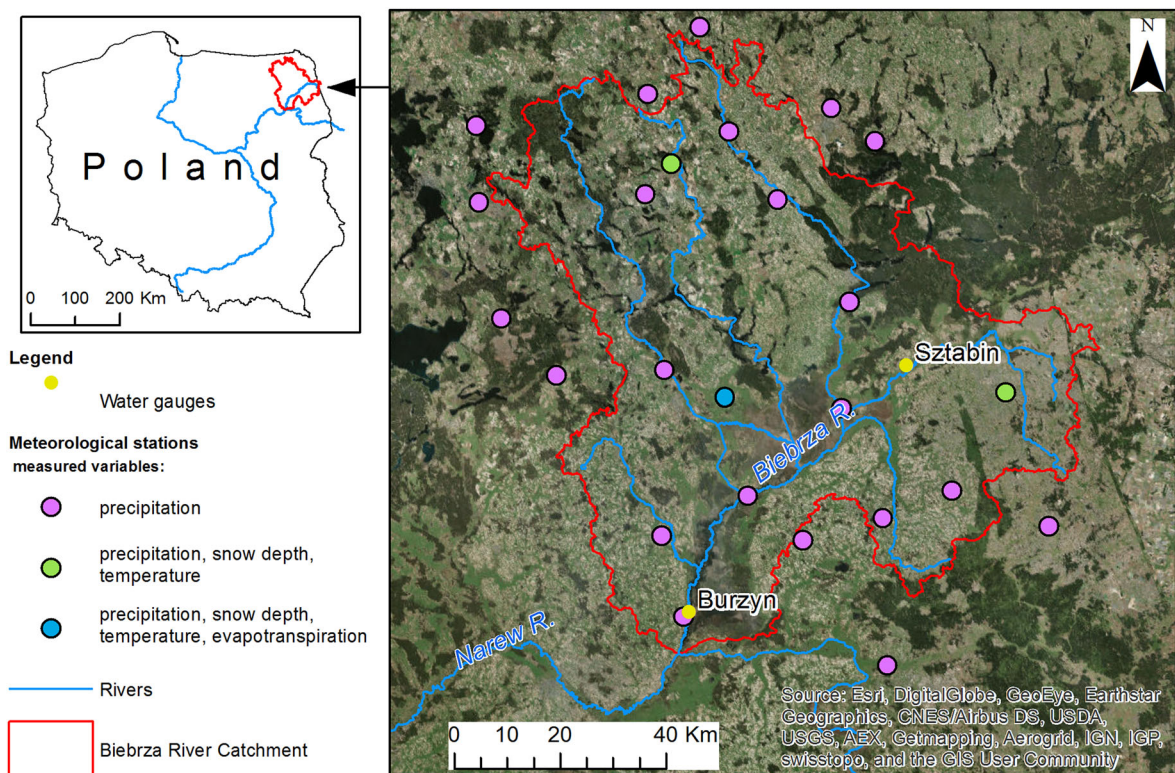 Poland
0 100 200 Km
Legend
Water gauges
Meteorological stations
measured variables:
precipitation
precipitation, snow depth,
temperature
precipitation, snow depth,
temperature, evapotranspiration
Rivers
Biebrza River Catchment
N
Sztabin
Biebrza R.
Burzyn
Narew R.
0 10 20 40 Km
Source: Esri, DigitalGlobe, GeoEye, Earthstar
Geographics, CNES/Airbus DS, USDA,
USGS, AEX, Getmapping, Aerogrid, IGN, IGP,
swisstopo, and the GIS User Community